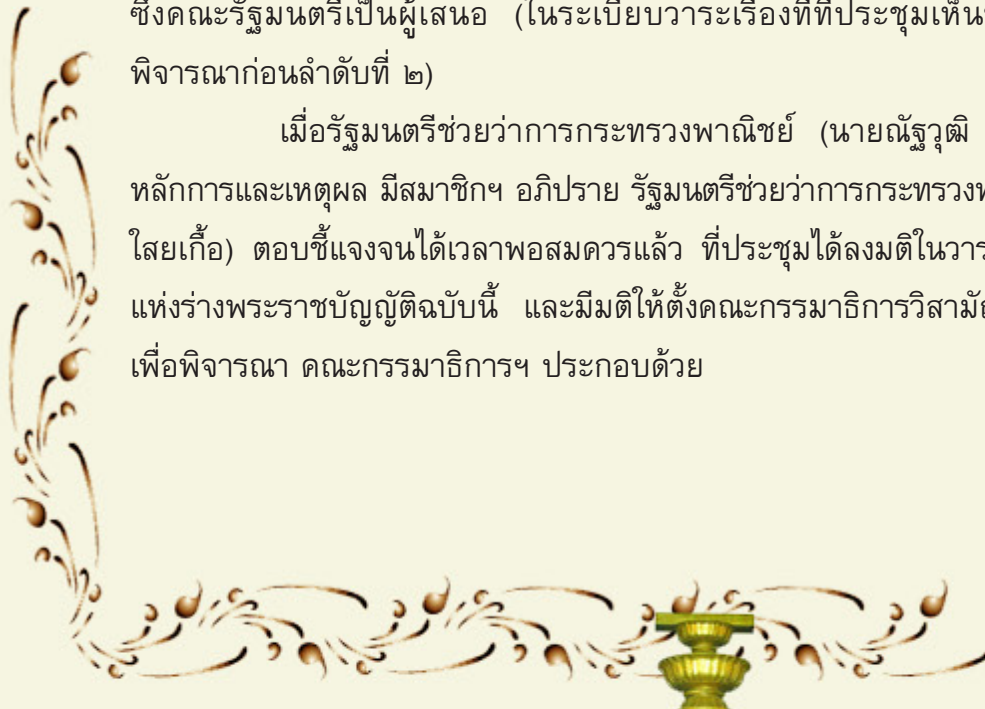 ซึ่งคณะรัฐมนตรีเป็นผู้เสนอ (ในระเบียบวาระเรื่องที่ที่ประชุมเห็น
พิจารณาก่อนลำดับที่ ๒)
เมื่อรัฐมนตรีช่วยว่าการกระทรวงพาณิชย์ (นายณัฐวุฒิ
หลักการและเหตุผล มีสมาชิกฯ อภิปราย รัฐมนตรีช่วยว่าการกระทรวง
ใสยเกื้อ) ตอบชี้แจงจนได้เวลาพอสมควรแล้ว ที่ประชุมได้ลงมติใน
แห่งร่างพระราชบัญญัติฉบับนี้ และมีมติให้ตั้งคณะกรรมาธิการ
เพื่อพิจารณา คณะกรรมาธิการฯ ประกอบด้วย